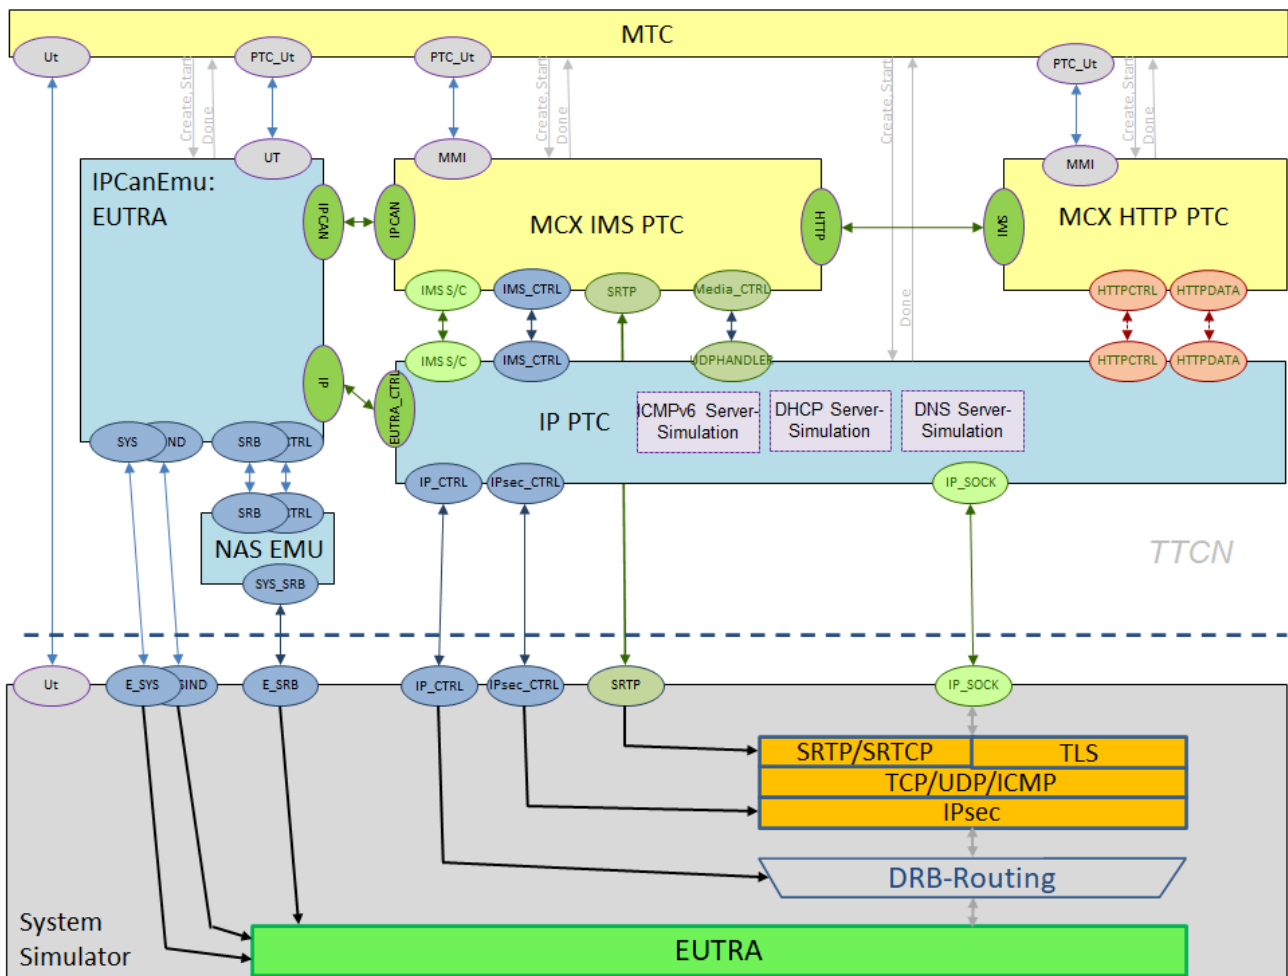 MTC
Ut
PTC_Ut
PTC_Ut
PTC_Ut
Create, Start
Done
Create, Start
Done
Create, Start
Done
Create, Start
Done
UT
MMI
MMI
IPCanEmu:
EUTRA
IPCAN
IPCAN
MCX IMS PTC
HTTP
SMI
MCX HTTP PTC
IMS S/C
IMS_CTRL
SRTP
Media_CTRL
HTTPCTRL
HTTPDATA
IMS S/C
IMS_CTRL
UDPHANDLER
HTTPCTRL
HTTPDATA
IP
EUTRA_CTRL
IP PTC
ICMPv6 Server-
Simulation
DHCP Server-
Simulation
DNS Server-
Simulation
SYS
IND
SRB
CTRL
IP_CTRL
IPsec_CTRL
IP_SOCK
SRB
CTRL
NAS EMU
SYS_SRB
TTCN
Ut
E_SYS
SIND
E_SRB
IP_CTRL
IPsec_CTRL
SRTP
IP_SOCK
SRTP/SRTCP
TLS
TCP/UDP/ICMP
IPsec
DRB-Routing
System
Simulator
EUTRA